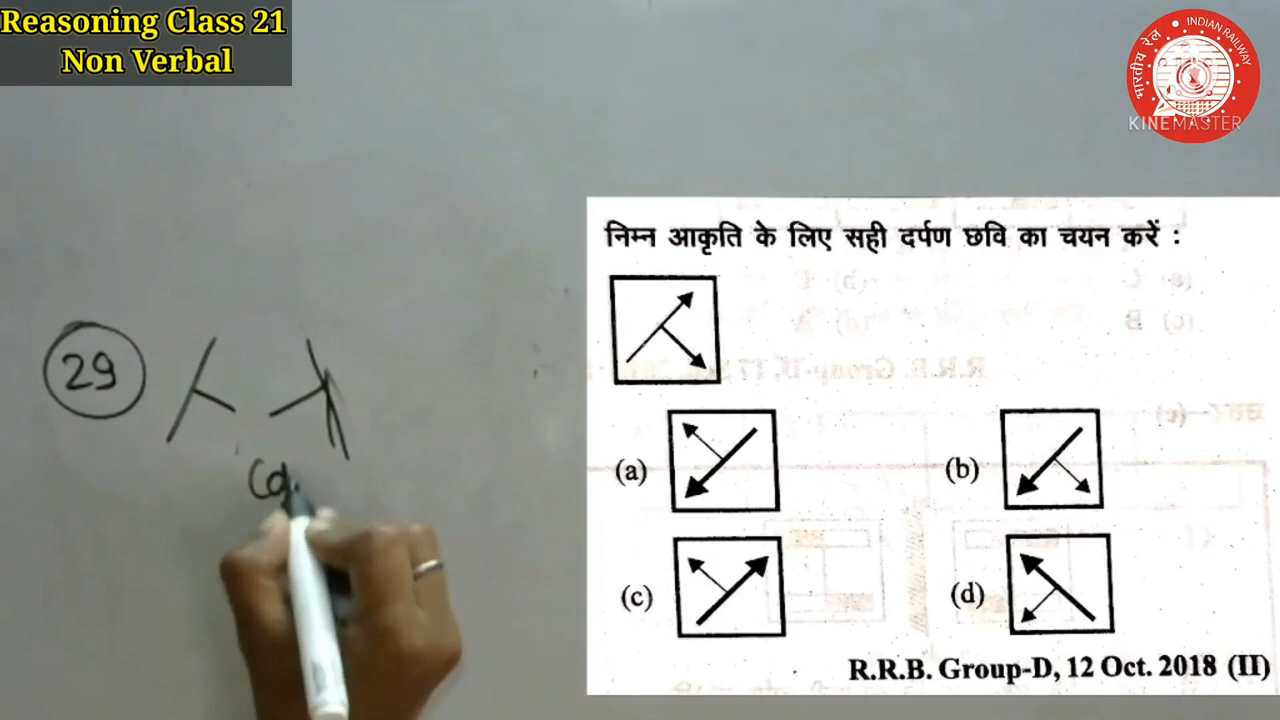 Reasoning Class 21
Non Verbal
भारतीय रेल • INDIAN RAILWAY
KINEMASTER
निम्न आकृति के लिए सही दर्पण छवि का चयन करें :
29
(d
(a)
(b)
(c)
(d)
R.R.B. Group-D, 12 Oct. 2018 (II)